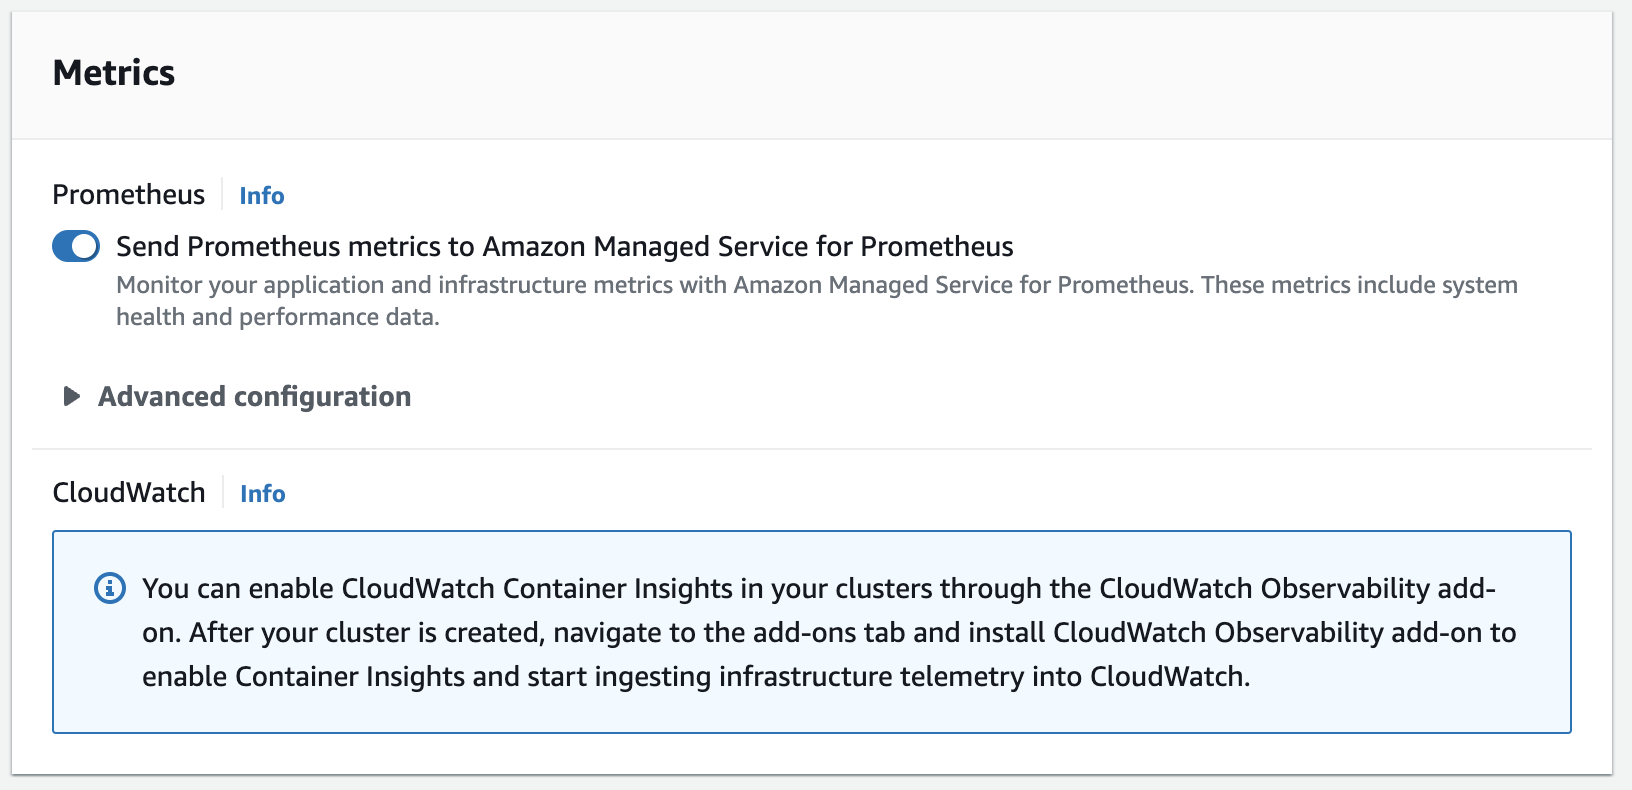 Metrics
Prometheus Info
Send Prometheus metrics to Amazon Managed Service for Prometheus
Monitor your application and infrastructure metrics with Amazon Managed Service for Prometheus. These metrics include system
health and performance data.
Advanced configuration
CloudWatch Info
You can enable CloudWatch Container Insights in your clusters through the CloudWatch Observability add-
on. After your cluster is created, navigate to the add-ons tab and install CloudWatch Observability add-on to
enable Container Insights and start ingesting infrastructure telemetry into CloudWatch.